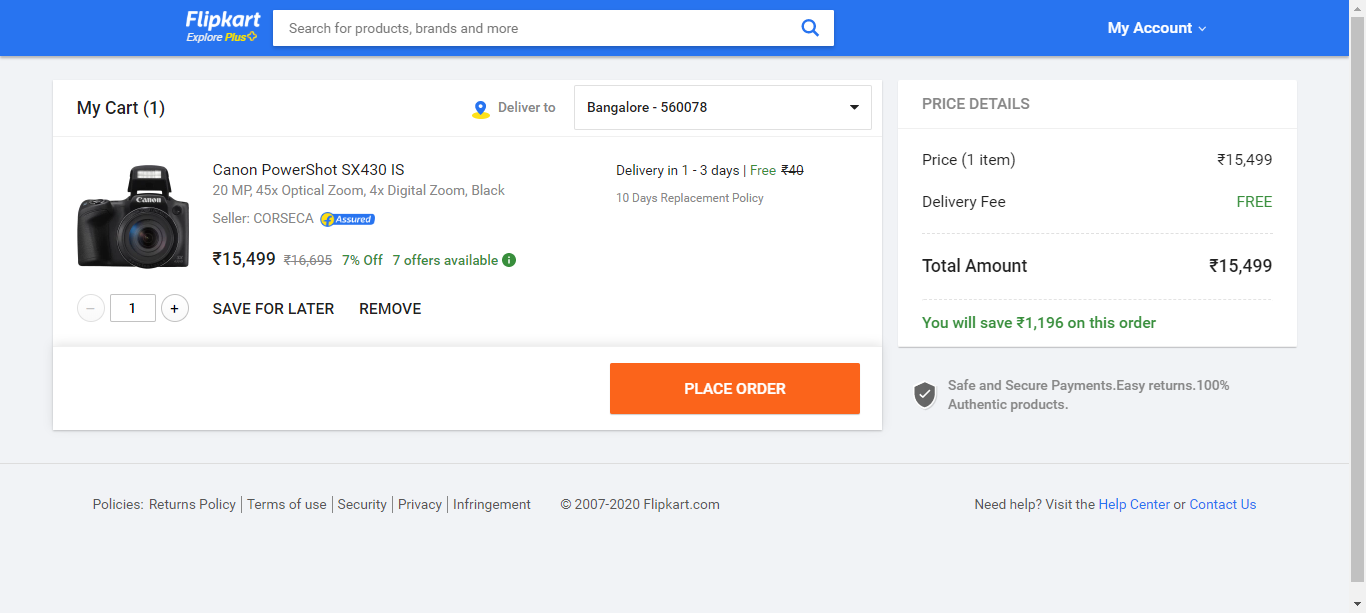 Flipkart
Explore Plus
Search for products, brands and more
My Account
My Cart (1)
Deliver to
Bangalore - 560078
Canon PowerShot SX430 IS
20 MP, 45x Optical Zoom, 4x Digital Zoom, Black
Seller: CORSECA
f Assured
₹15,499 ₹16,695 7% Off 7 offers available i
Canon
Delivery in 1 - 3 days | Free ₹40
10 Days Replacement Policy
− 1 +
SAVE FOR LATER
REMOVE
PLACE ORDER
PRICE DETAILS
Price (1 item) ₹15,499
Delivery Fee FREE
Total Amount ₹15,499
You will save ₹1,196 on this order
Safe and Secure Payments.Easy returns.100%
Authentic products.
Policies: Returns Policy | Terms of use | Security | Privacy | Infringement
© 2007-2020 Flipkart.com
Need help? Visit the Help Center or Contact Us